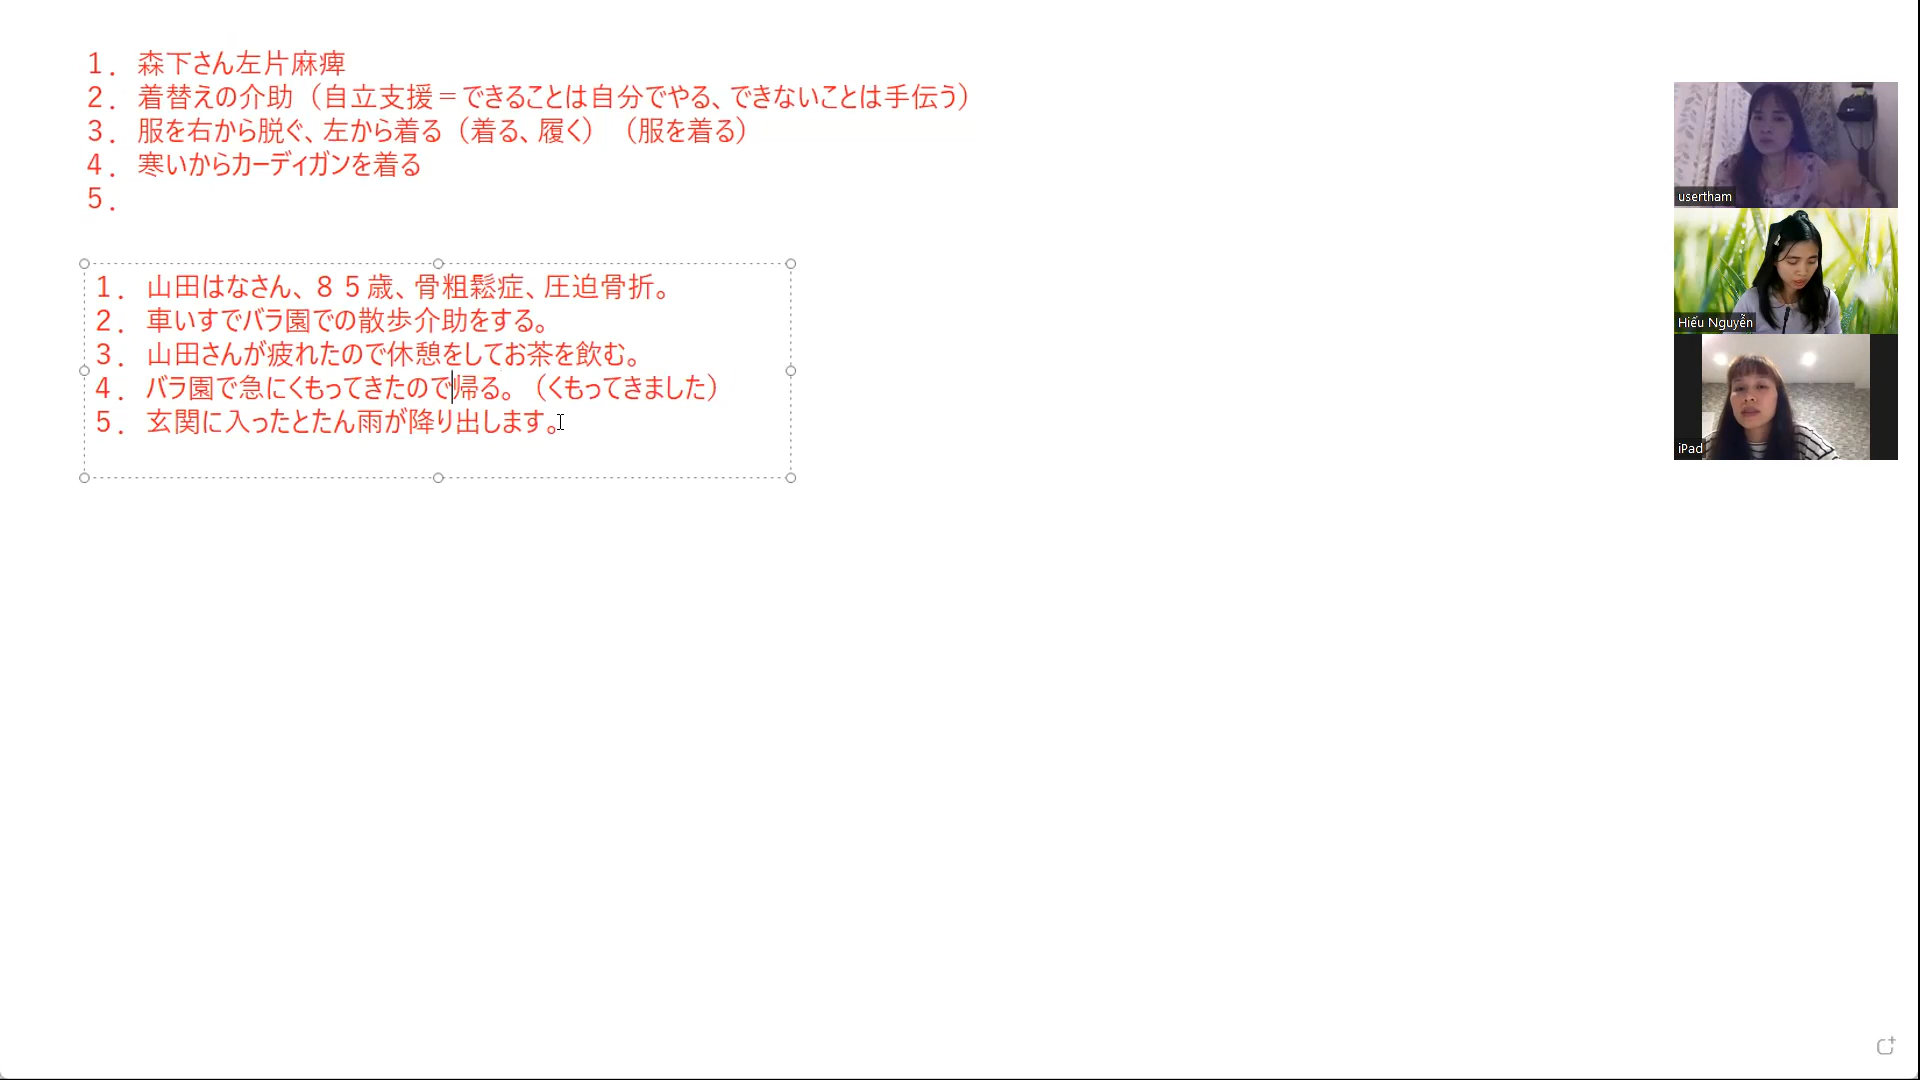 １．森下さん左片麻痺
２．着替えの介助（自立支援＝できることは自分でやる、できないことは手伝う）
３．服を右から脱ぐ、左から着る（着る、履く）（服を着る）
４．寒いからカーディガンを着る
５．
１．山田はなさん、８５歳、骨粗鬆症、圧迫骨折。
２．車いすでバラ園での散歩介助をする。
３．山田さんが疲れたので休憩をしてお茶を飲む。
４．バラ園で急にくもってきたので帰る。（くもってきました）
５．玄関に入ったとたん雨が降り出します。
usertham
Hiếu Nguyễn
iPad